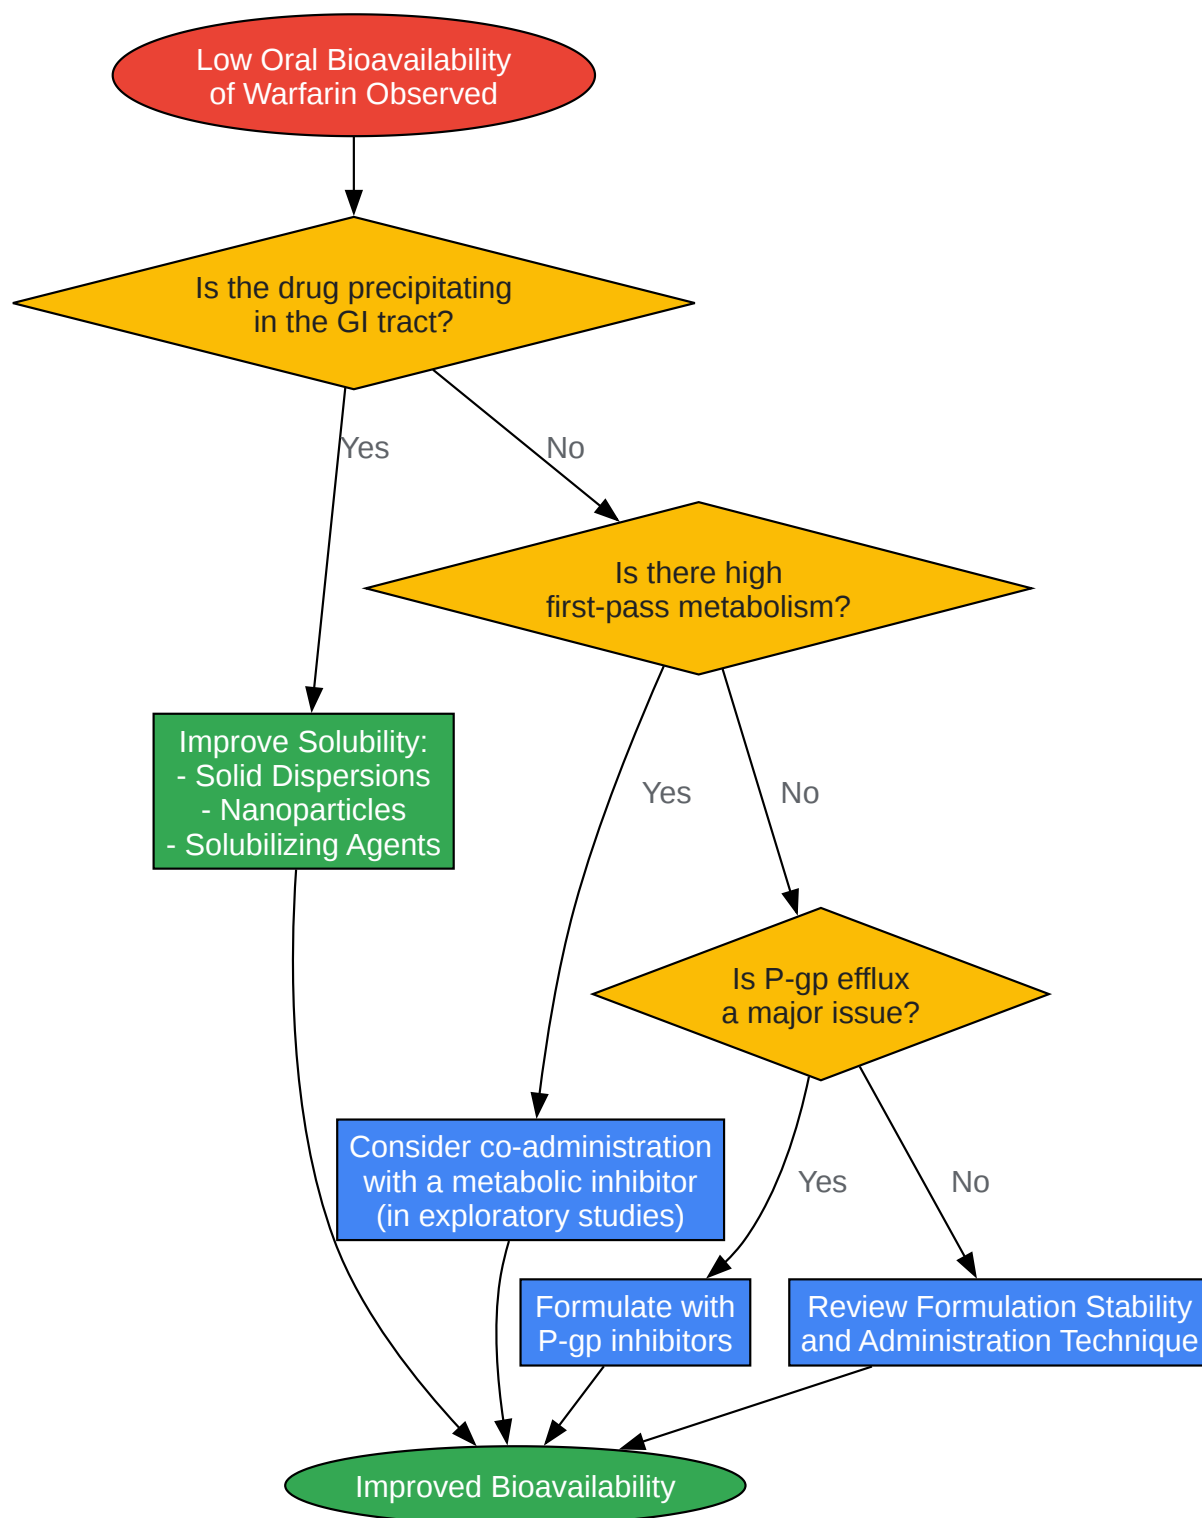 Low Oral Bioavailability
of Warfarin Observed
Is the drug precipitating
in the GI tract?
Yes
No
Is there high
first-pass metabolism?
Improve Solubility:
- Solid Dispersions
- Nanoparticles
- Solubilizing Agents
Yes
No
Is P-gp efflux
a major issue?
Consider co-administration
with a metabolic inhibitor
(in exploratory studies)
Yes
No
Formulate with
P-gp inhibitors
Review Formulation Stability
and Administration Technique
Improved Bioavailability